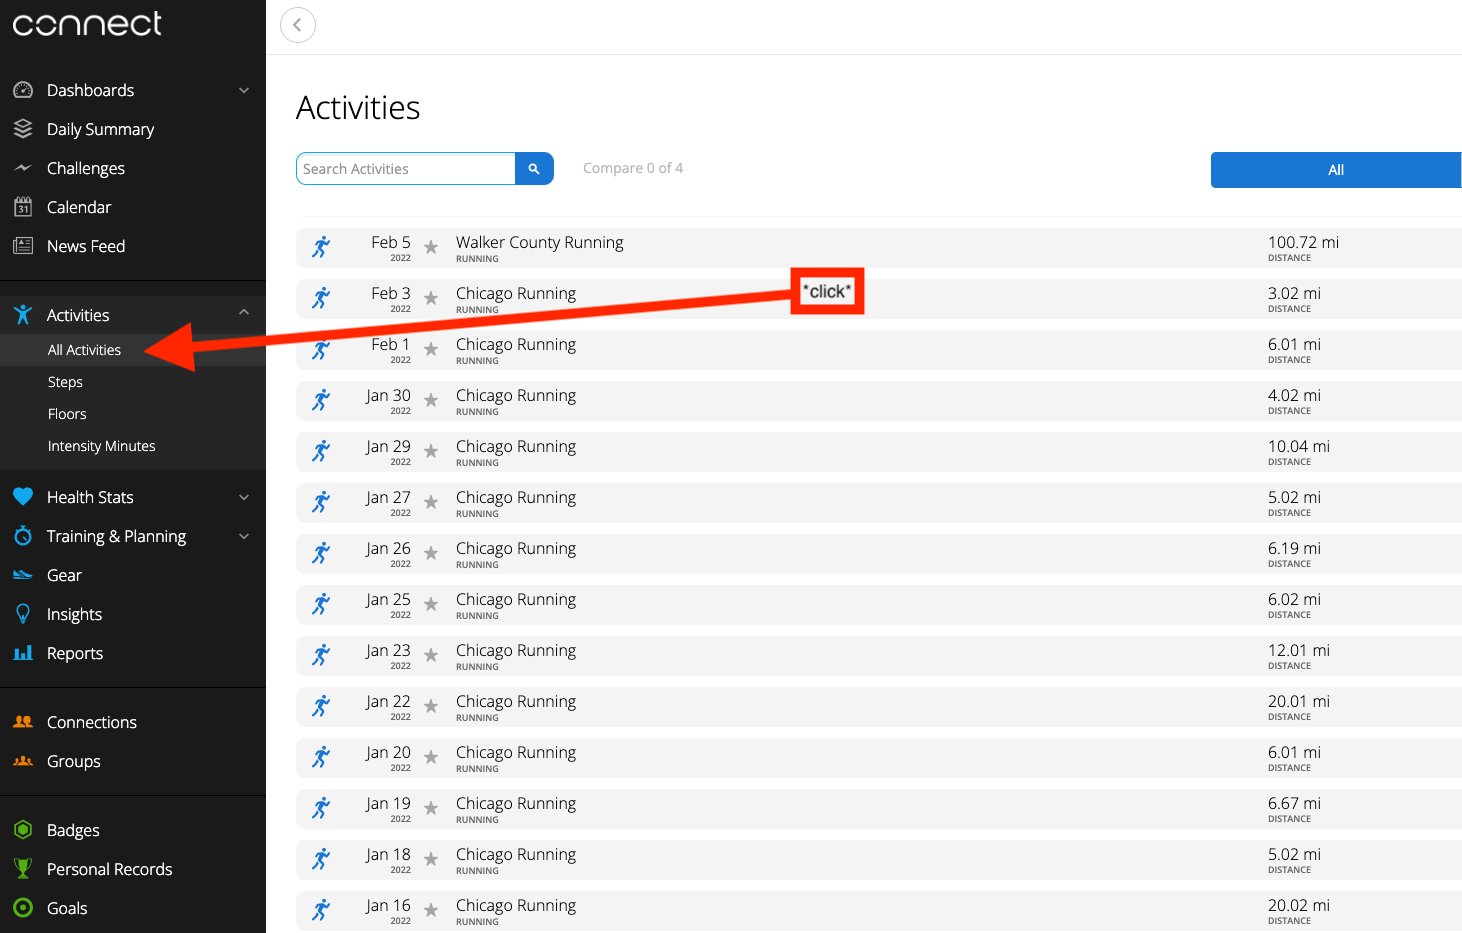 connect
Dashboards
Daily Summary
Challenges
31
Calendar
News Feed
Activities
All Activities
Steps
Floors
Intensity Minutes
Health Stats
Training & Planning
Gear
Insights
Reports
Connections
Groups
Badges
Personal Records
Goals
Activities
Search Activities
Compare 0 of 4
All
Feb 5 Walker County Running 100.72 mi
2022 RUNNING DISTANCE
*click*
Feb 3 Chicago Running 3.02 mi
2022 RUNNING DISTANCE
Feb 1 Chicago Running 6.01 mi
2022 RUNNING DISTANCE
Jan 30 Chicago Running 4.02 mi
2022 RUNNING DISTANCE
Jan 29 Chicago Running 10.04 mi
2022 RUNNING DISTANCE
Jan 27 Chicago Running 5.02 mi
2022 RUNNING DISTANCE
Jan 26 Chicago Running 6.19 mi
2022 RUNNING DISTANCE
Jan 25 Chicago Running 6.02 mi
2022 RUNNING DISTANCE
Jan 23 Chicago Running 12.01 mi
2022 RUNNING DISTANCE
Jan 22 Chicago Running 20.01 mi
2022 RUNNING DISTANCE
Jan 20 Chicago Running 6.01 mi
2022 RUNNING DISTANCE
Jan 19 Chicago Running 6.67 mi
2022 RUNNING DISTANCE
Jan 18 Chicago Running 5.02 mi
2022 RUNNING DISTANCE
Jan 16 Chicago Running 20.02 mi
2022 RUNNING DISTANCE